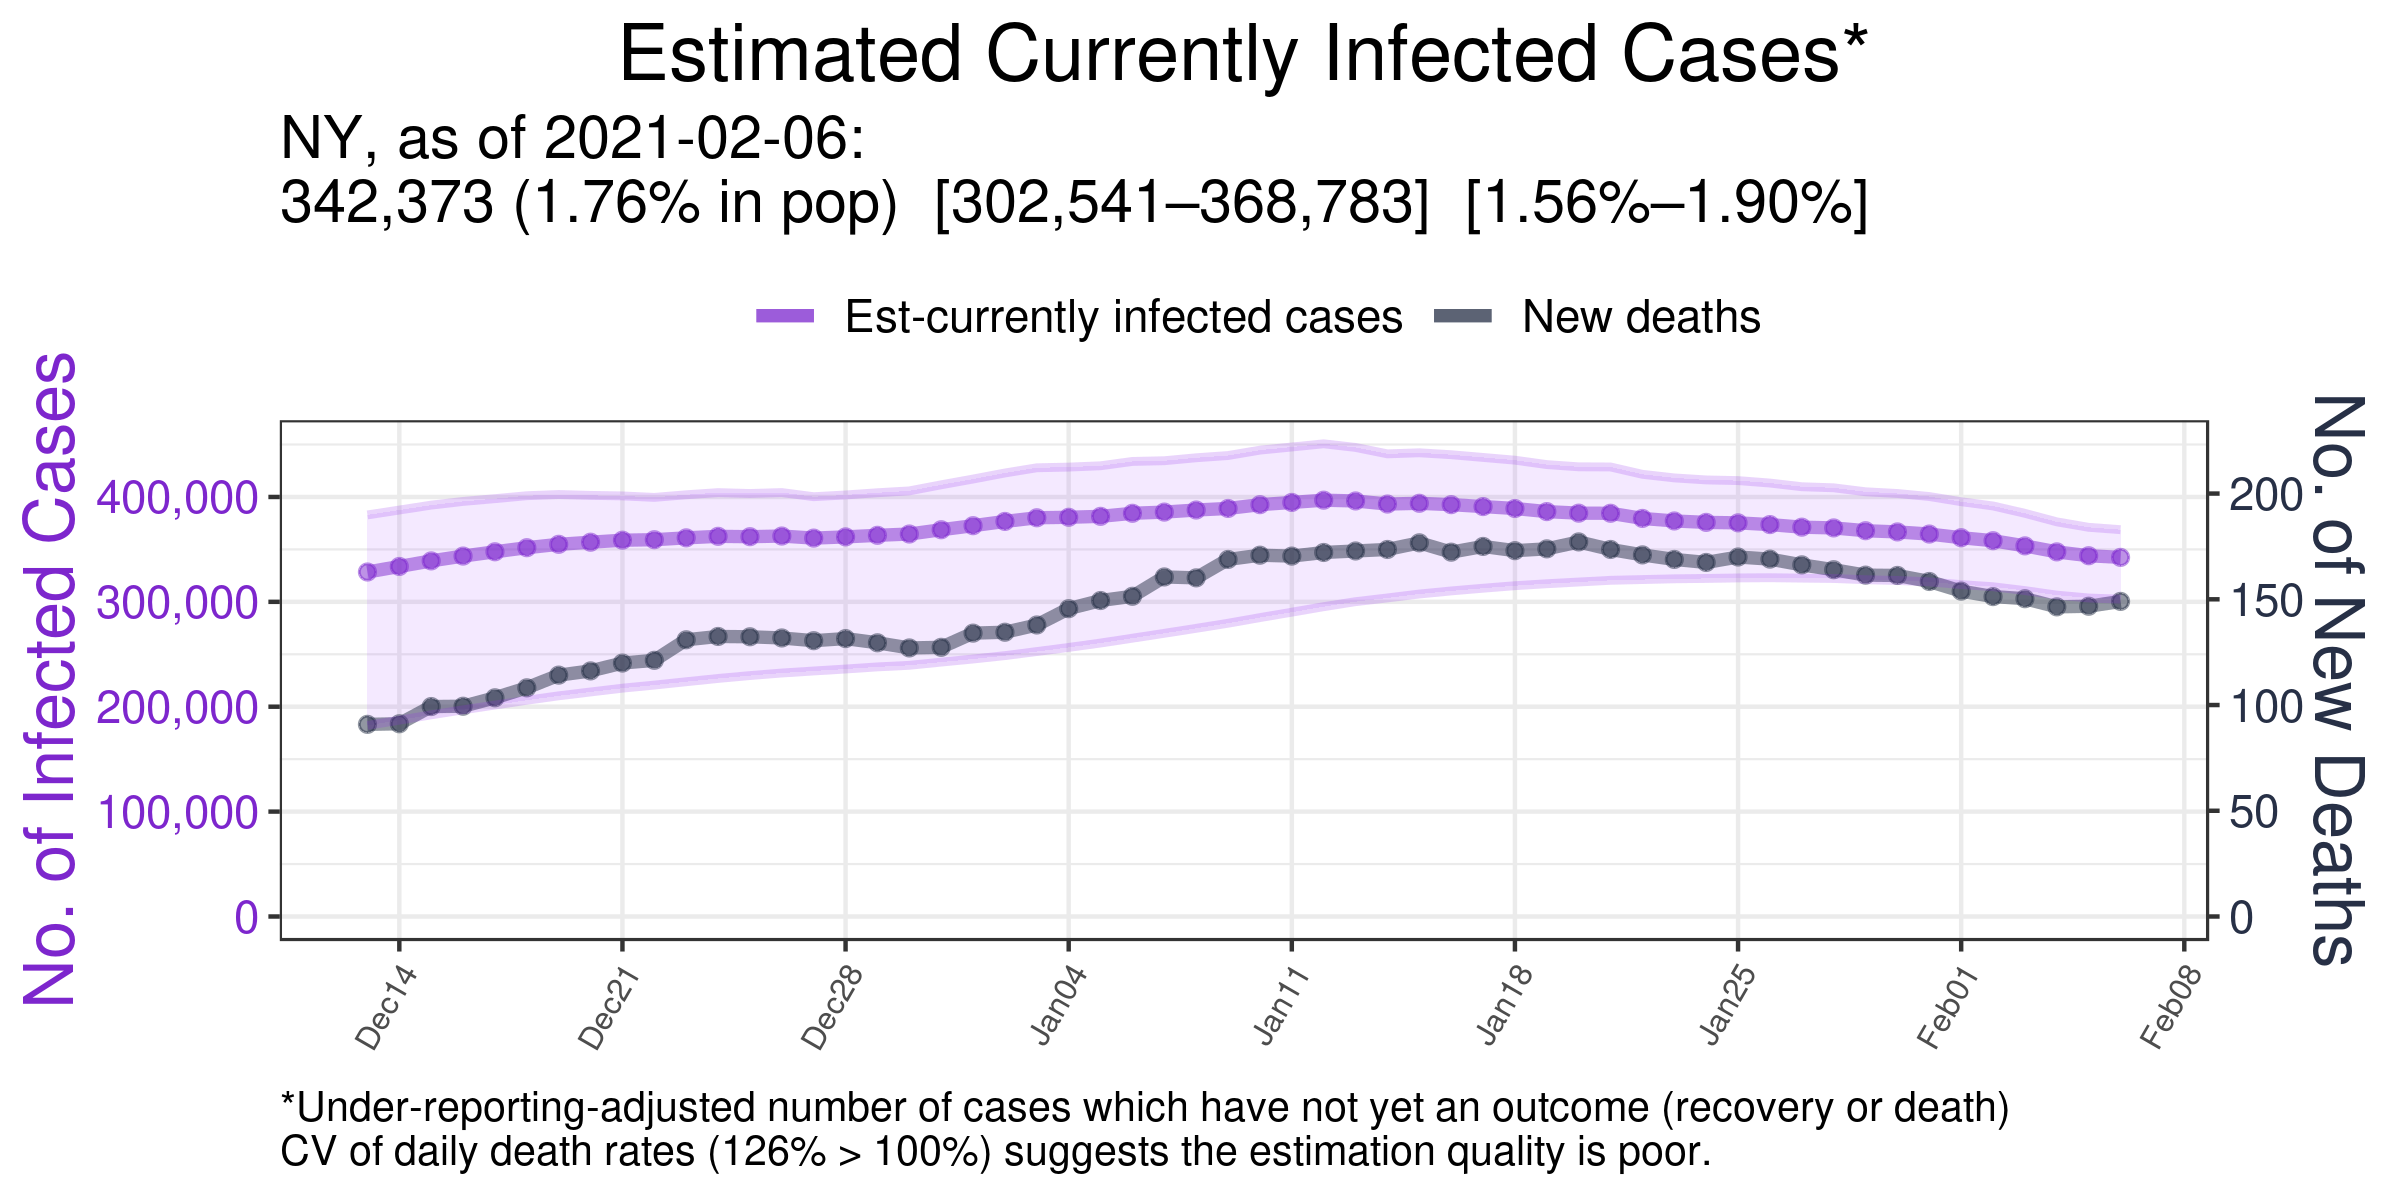 Estimated Currently Infected Cases*
NY, as of 2021-02-06:
342,373 (1.76% in pop)  [302,541–368,783]  [1.56%–1.90%]
Est-currently infected cases
New deaths
No. of Infected Cases
400,000
300,000
200,000
100,000
0
No. of New Deaths
200
150
100
50
0
Dec14
Dec21
Dec28
Jan04
Jan11
Jan18
Jan25
Feb01
Feb08
*Under-reporting-adjusted number of cases which have not yet an outcome (recovery or death)
CV of daily death rates (126% > 100%) suggests the estimation quality is poor.